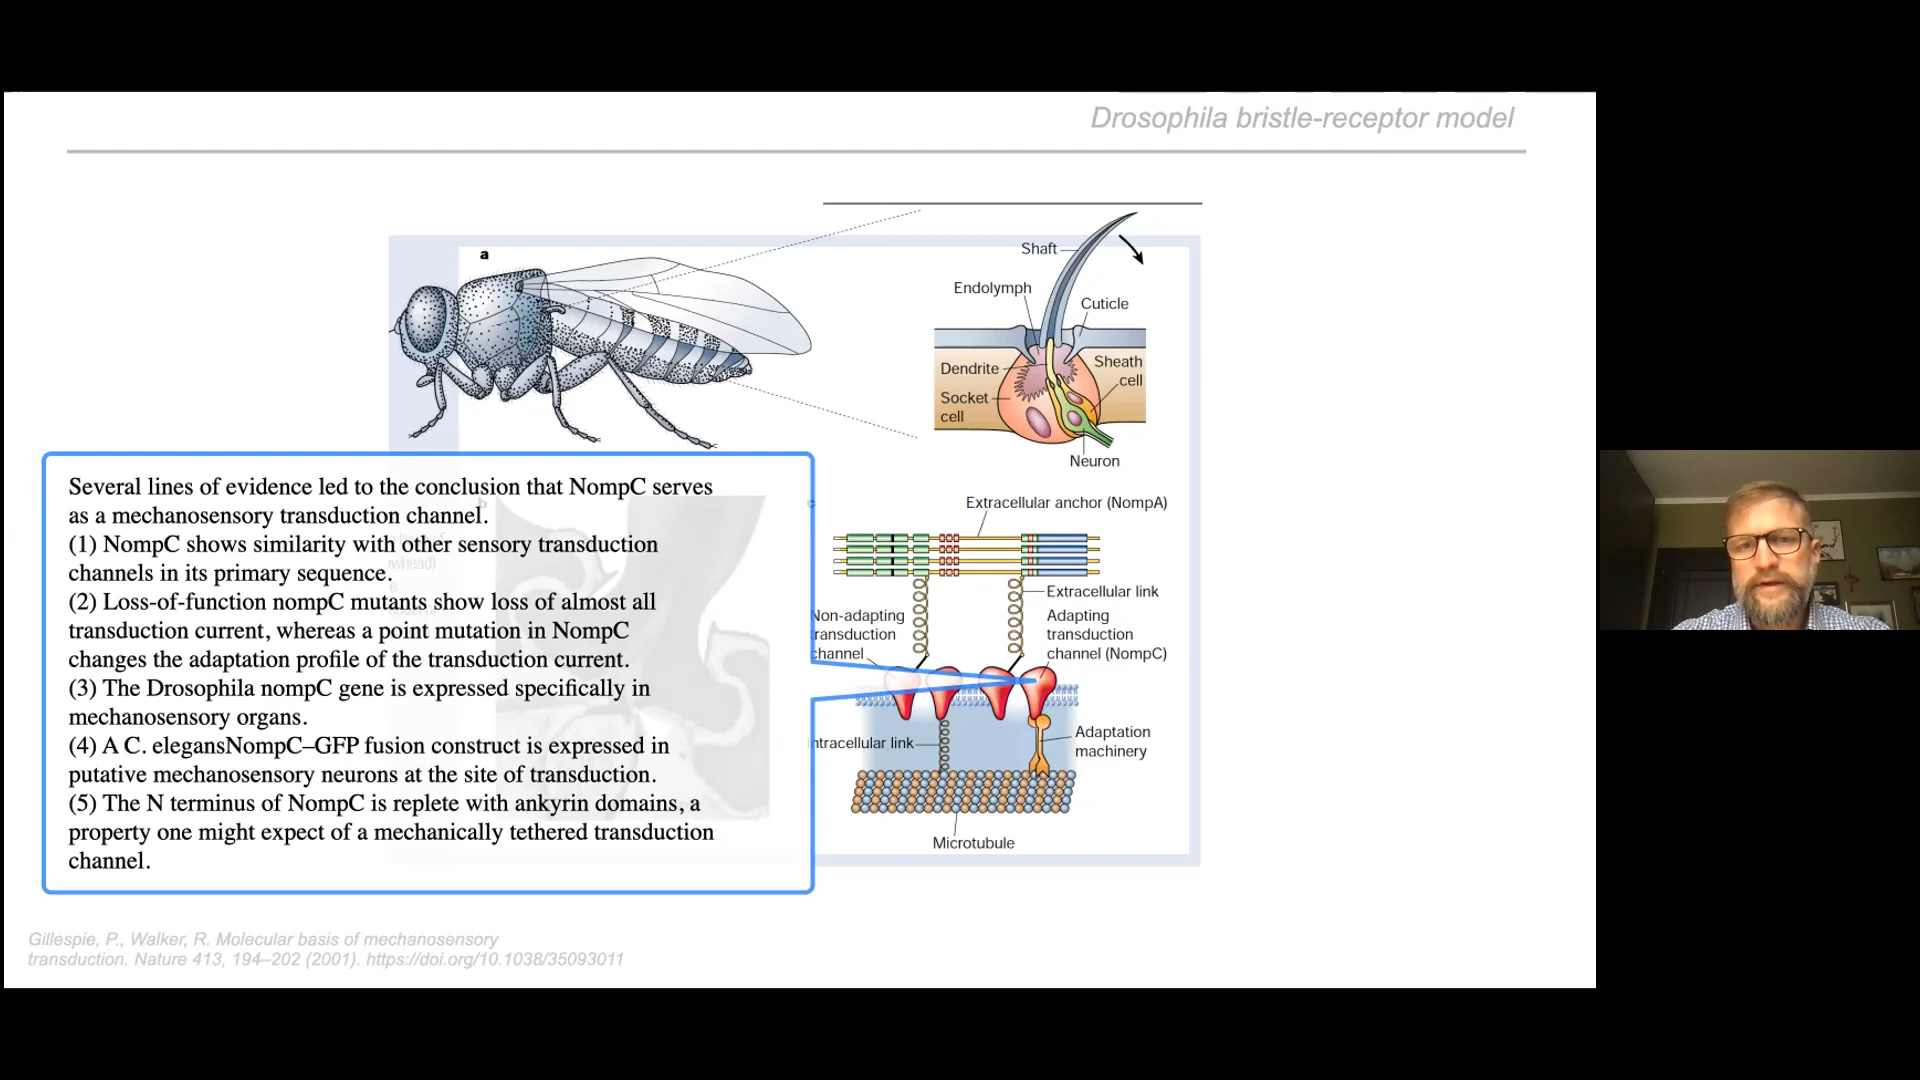 Drosophila bristle-receptor model
a
Shaft
Endolymph
Cuticle
Dendrite
Sheath
cell
Socket
cell
Neuron
Several lines of evidence led to the conclusion that NompC serves
as a mechanosensory transduction channel.
(1) NompC shows similarity with other sensory transduction
channels in its primary sequence.
(2) Loss-of-function nompC mutants show loss of almost all
transduction current, whereas a point mutation in NompC
changes the adaptation profile of the transduction current.
(3) The Drosophila nompC gene is expressed specifically in
mechanosensory organs.
(4) A C. elegansNompC–GFP fusion construct is expressed in
putative mechanosensory neurons at the site of transduction.
(5) The N terminus of NompC is replete with ankyrin domains, a
property one might expect of a mechanically tethered transduction
channel.
b
c
Extracellular anchor (NompA)
Extracellular link
Non-adapting
transduction
channel
Adapting
transduction
channel (NompC)
Intracellular link
Adaptation
machinery
Microtubule
Gillespie, P., Walker, R. Molecular basis of mechanosensory
transduction. Nature 413, 194–202 (2001). https://doi.org/10.1038/35093011